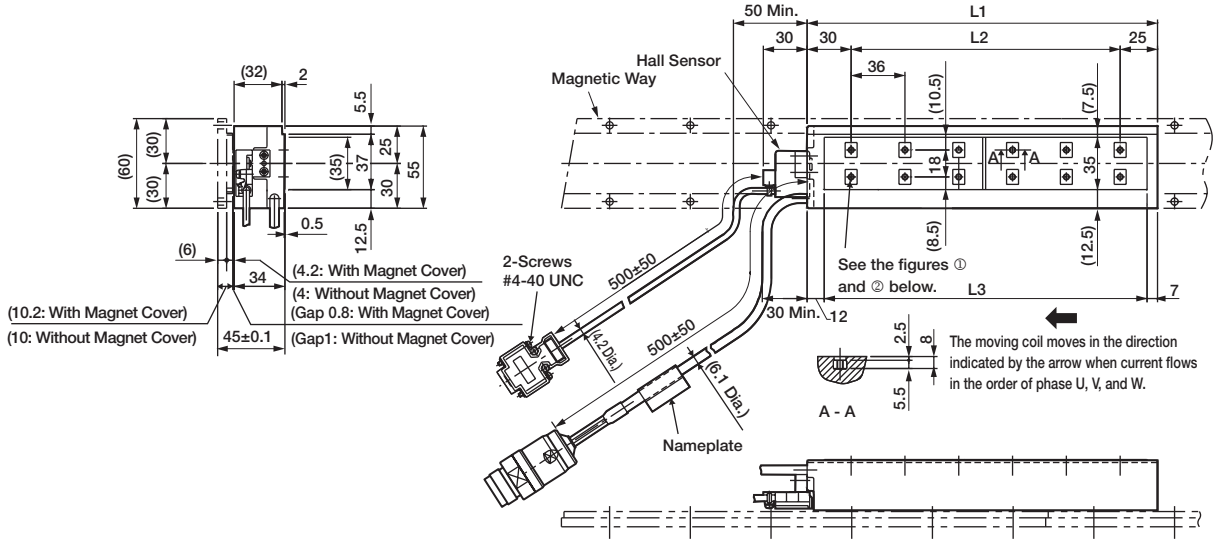 50 Min.
L1
30
30
L2
25
36
Hall Sensor
Magnetic Way
(10.5)
(7.5)
(32)
2
5.5
(60)
(30)
(30)
(35)
37
25
30
55
A
A
18
35
0.5
12.5
(8.5)
(12.5)
(6)
34
(4.2: With Magnet Cover)
(4: Without Magnet Cover)
(10.2: With Magnet Cover)
(Gap 0.8: With Magnet Cover)
(10: Without Magnet Cover)
45±0.1
(Gap1: Without Magnet Cover)
2-Screws
#4-40 UNC
500±50
(4.2 Dia.)
500±50
(6.1 Dia.)
Nameplate
30 Min.
12
See the figures ①
and ② below.
L3
7
2.5
8
5.5
A - A
The moving coil moves in the direction
indicated by the arrow when current flows
in the order of phase U, V, and W.